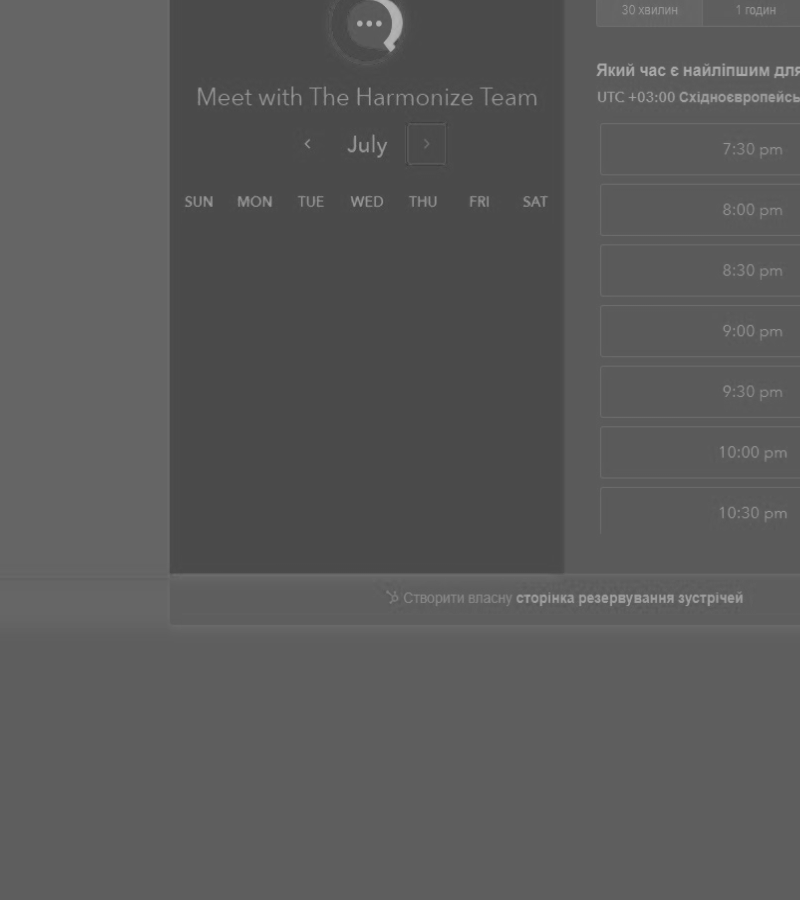 30 хвилин 1 годин
Meet with The Harmonize Team
July
SUN MON TUE WED THU FRI SAT
Який час є найліпшим для
UTC +03:00 Східноєвропейсь
7:30 pm
8:00 pm
8:30 pm
9:00 pm
9:30 pm
10:00 pm
10:30 pm
Створити власну сторінка резервування зустрічей